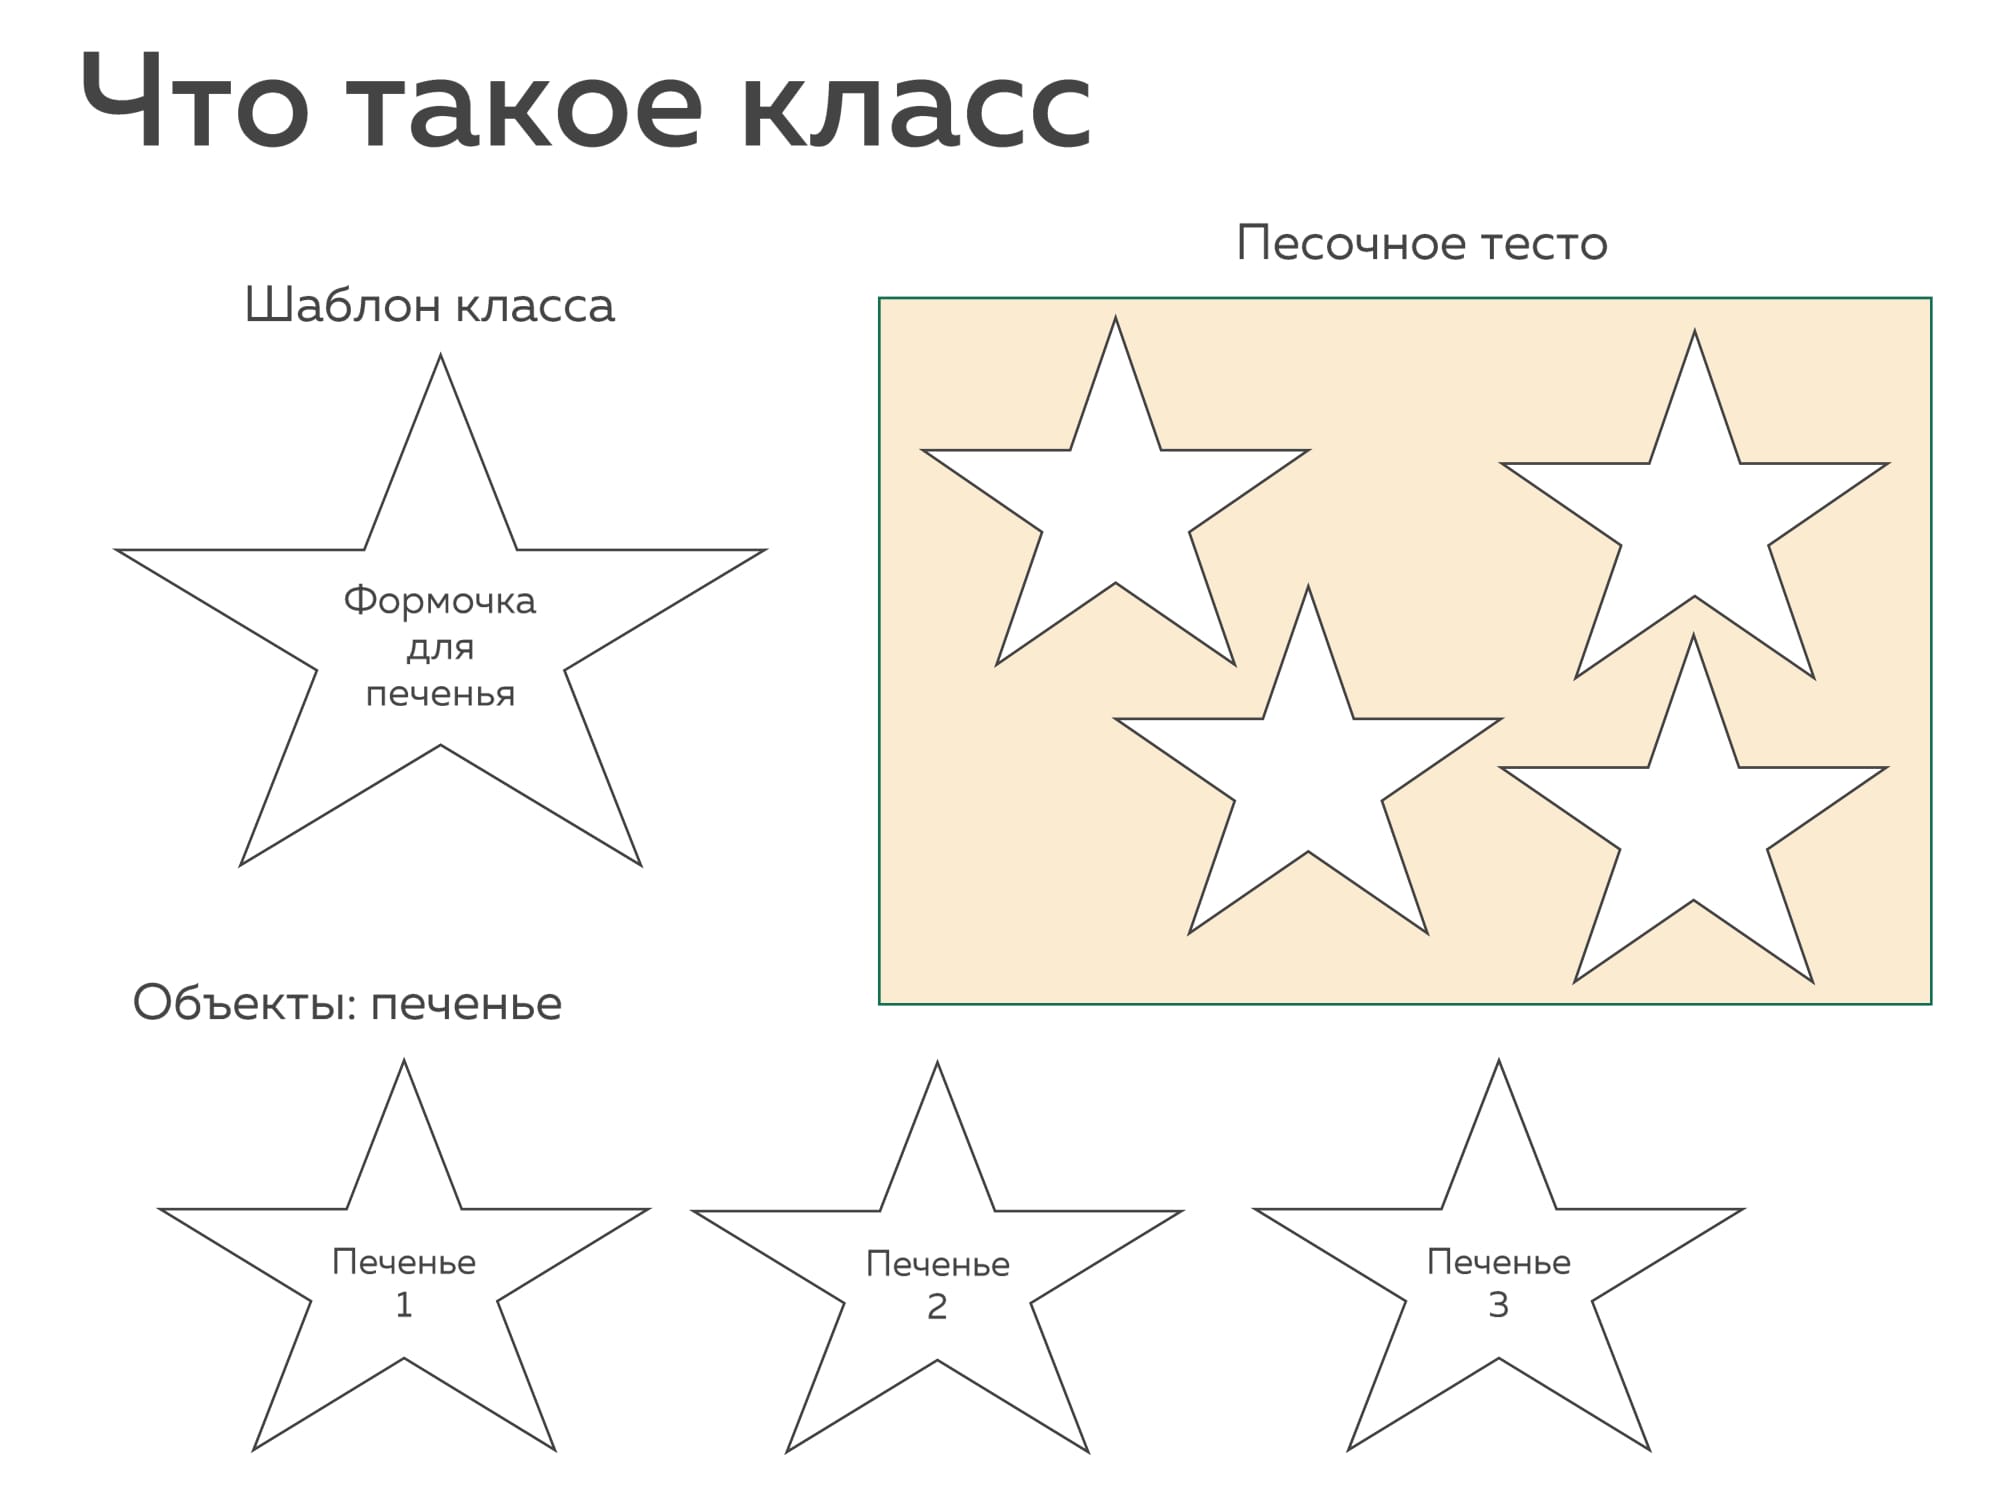 Что такое класс
Песочное тесто
Шаблон класса
Формочка
для
печенья
Объекты: печенье
Печенье
1
Печенье
2
Печенье
3